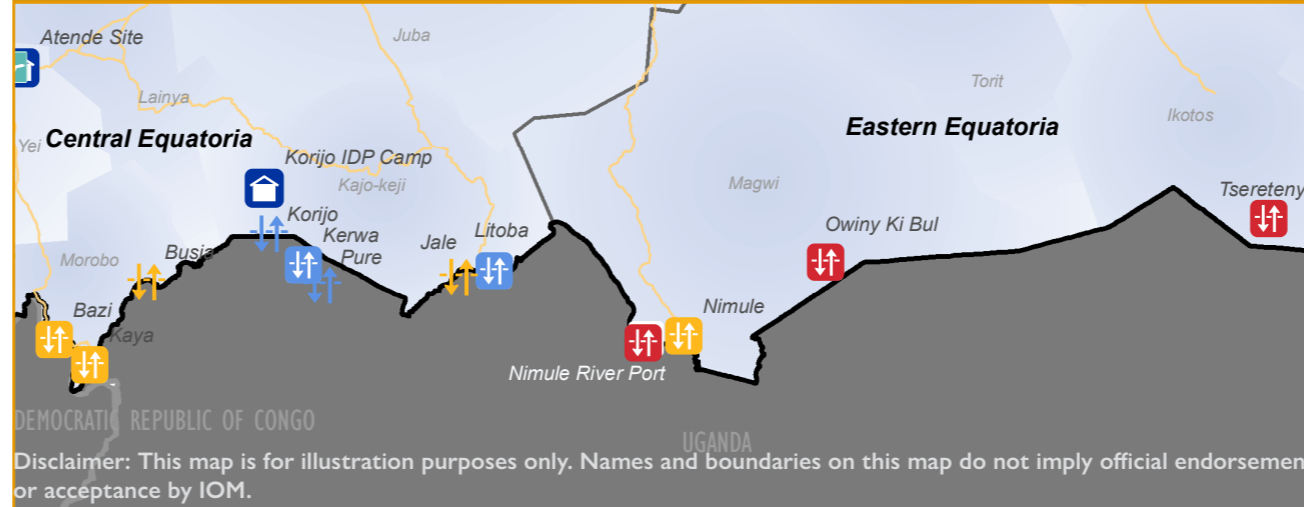 Atende Site
Juba
Torit
Lainya
Ikotos
Yei
Central Equatoria
Eastern Equatoria
Korijo IDP Camp
Kajo-keji
Magwi
Tsereteny
Korijo
Owiny Ki Bul
Kerwa
Jale
Litoba
Pure
Busia
Morobo
Bazi
Nimule
Kaya
Nimule River Port
DEMOCRATIC REPUBLIC OF CONGO
UGANDA
Disclaimer: This map is for illustration purposes only. Names and boundaries on this map do not imply official endorsemen
or acceptance by IOM.